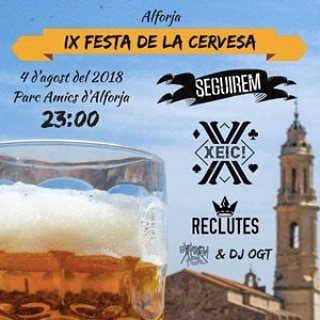 Alforja
IX FESTA DE LA CERVESA
4 d'agost del 2018
Parc Amics d'Alforja
23:00
SEGUIREM
XEIC!
RECLUTES
& DJ OGT